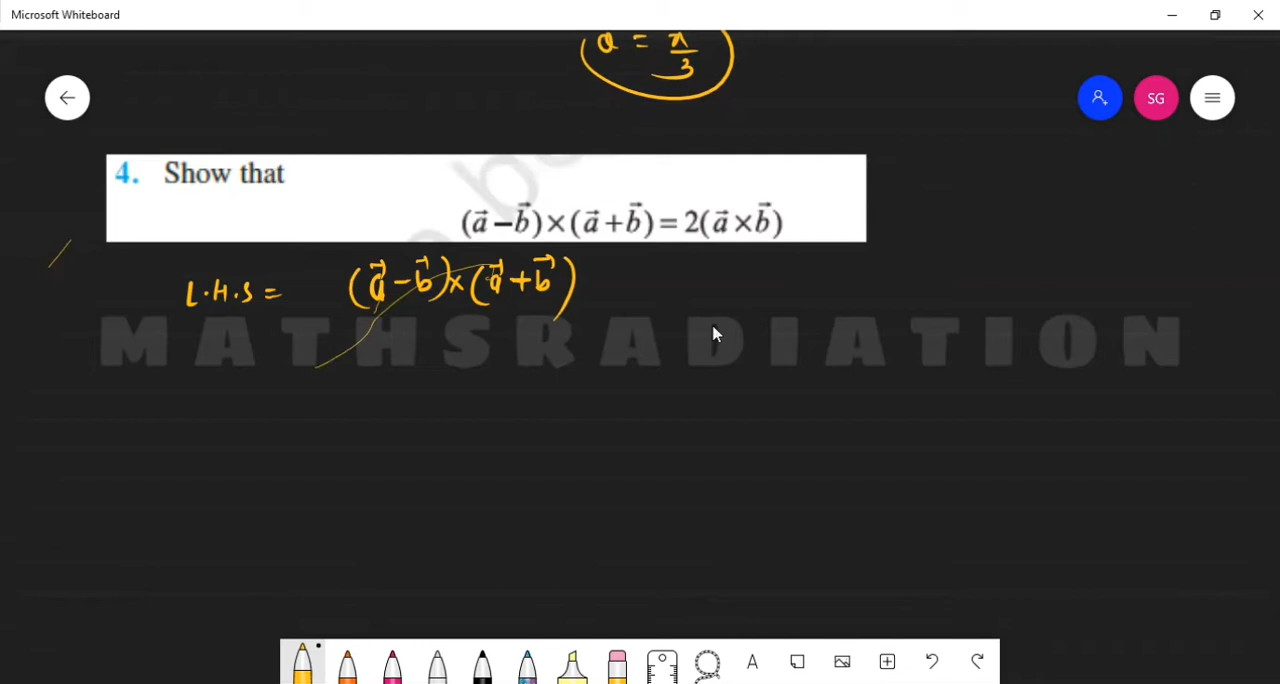 Microsoft Whiteboard
θ = π/3
SG
4. Show that
(a⃗ – b⃗) × (a⃗ + b⃗) = 2(a⃗ × b⃗)
L.H.S = (a⃗ – b⃗) × (a⃗ + b⃗)
MATHSRADIATION
A